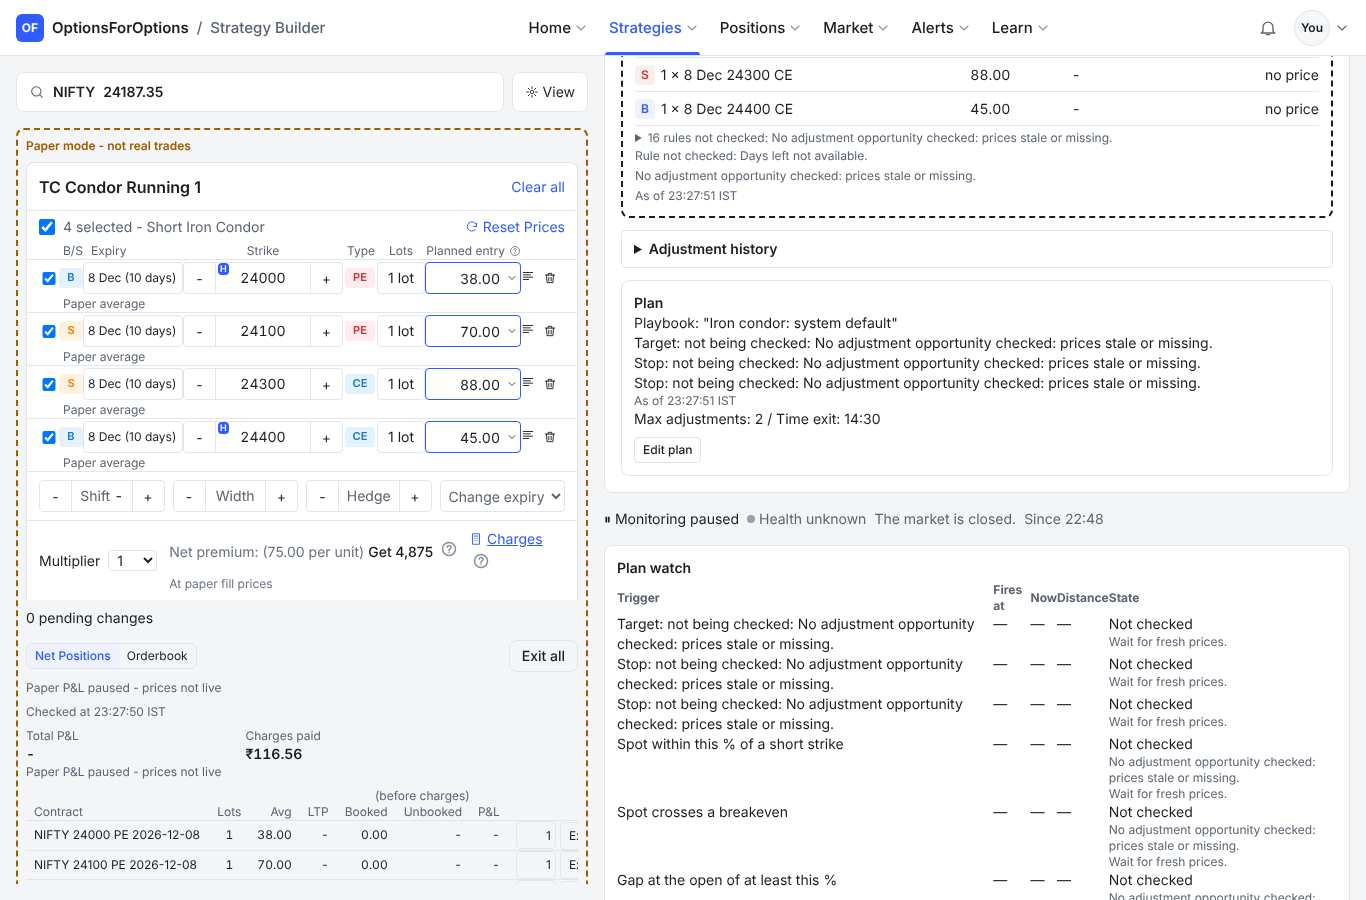 OF OptionsForOptions / Strategy Builder Home Strategies Positions Market Alerts Learn You
NIFTY 24187.35 View
Paper mode - not real trades
TC Condor Running 1 Clear all
4 selected - Short Iron Condor Reset Prices
B/S Expiry Strike Type Lots Planned entry
B 8 Dec (10 days) - H 24000 + PE 1 lot 38.00
Paper average
S 8 Dec (10 days) - 24100 + PE 1 lot 70.00
Paper average
S 8 Dec (10 days) - 24300 + CE 1 lot 88.00
Paper average
B 8 Dec (10 days) - H 24400 + CE 1 lot 45.00
Paper average
- Shift - + - Width + - Hedge + Change expiry
Multiplier 1 Net premium: (75.00 per unit) Get 4,875 ? Charges ?
At paper fill prices
0 pending changes
Net Positions Orderbook Exit all
Paper P&L paused - prices not live
Checked at 23:27:50 IST
Total P&L Charges paid
- ₹116.56
Paper P&L paused - prices not live
(before charges)
Contract Lots Avg LTP Booked Unbooked P&L
NIFTY 24000 PE 2026-12-08 1 38.00 - 0.00 - - 1
NIFTY 24100 PE 2026-12-08 1 70.00 - 0.00 - - 1
S 1 × 8 Dec 24300 CE 88.00 - no price
B 1 × 8 Dec 24400 CE 45.00 - no price
16 rules not checked: No adjustment opportunity checked: prices stale or missing.
Rule not checked: Days left not available.
No adjustment opportunity checked: prices stale or missing.
As of 23:27:51 IST
Adjustment history
Plan
Playbook: "Iron condor: system default"
Target: not being checked: No adjustment opportunity checked: prices stale or missing.
Stop: not being checked: No adjustment opportunity checked: prices stale or missing.
Stop: not being checked: No adjustment opportunity checked: prices stale or missing.
As of 23:27:51 IST
Max adjustments: 2 / Time exit: 14:30
Edit plan
Monitoring paused Health unknown The market is closed. Since 22:48
Plan watch
Trigger Fires at Now Distance State
Target: not being checked: No adjustment opportunity — — — Not checked
checked: prices stale or missing. Wait for fresh prices.
Stop: not being checked: No adjustment opportunity — — — Not checked
checked: prices stale or missing. Wait for fresh prices.
Stop: not being checked: No adjustment opportunity — — — Not checked
checked: prices stale or missing. Wait for fresh prices.
Spot within this % of a short strike — — — Not checked
No adjustment opportunity checked:
prices stale or missing.
Wait for fresh prices.
Spot crosses a breakeven — — — Not checked
No adjustment opportunity checked:
prices stale or missing.
Wait for fresh prices.
Gap at the open of at least this % — — — Not checked
No adjustment opportunity checked: